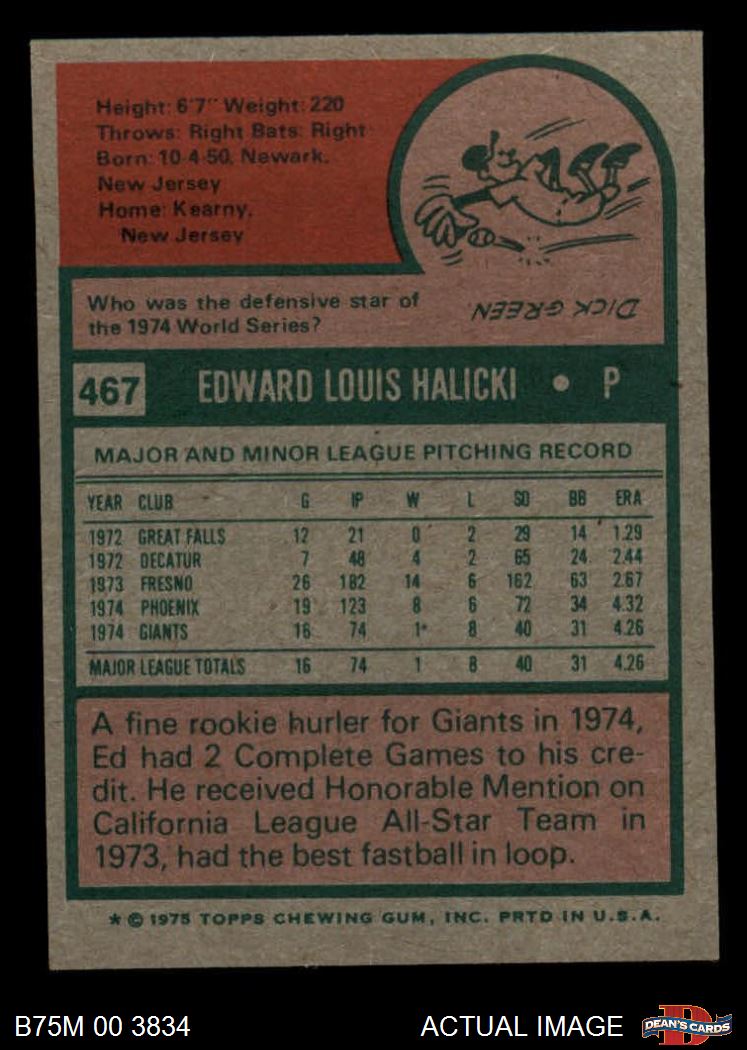 Height: 6'7" Weight: 220
Throws: Right Bats: Right
Born: 10-4-50, Newark,
New Jersey
Home: Kearny,
New Jersey
Who was the defensive star of
the 1974 World Series?
DICK GREEN.
467 EDWARD LOUIS HALICKI • P
MAJOR AND MINOR LEAGUE PITCHING RECORD
YEAR CLUB G IP W L SO BB ERA
1972 GREAT FALLS 12 21 0 2 29 14 1.29
1972 DECATUR 7 48 4 2 65 24 2.44
1973 FRESNO 26 182 14 6 162 63 2.67
1974 PHOENIX 19 123 8 6 72 34 4.32
1974 GIANTS 16 74 1* 8 40 31 4.26
MAJOR LEAGUE TOTALS 16 74 1 8 40 31 4.26
A fine rookie hurler for Giants in 1974,
Ed had 2 Complete Games to his cre-
dit. He received Honorable Mention on
California League All-Star Team in
1973, had the best fastball in loop.
* © 1975 TOPPS CHEWING GUM, INC. PRTD IN U.S.A.
B75M 00 3834 ACTUAL IMAGE D DEAN'S CARDS